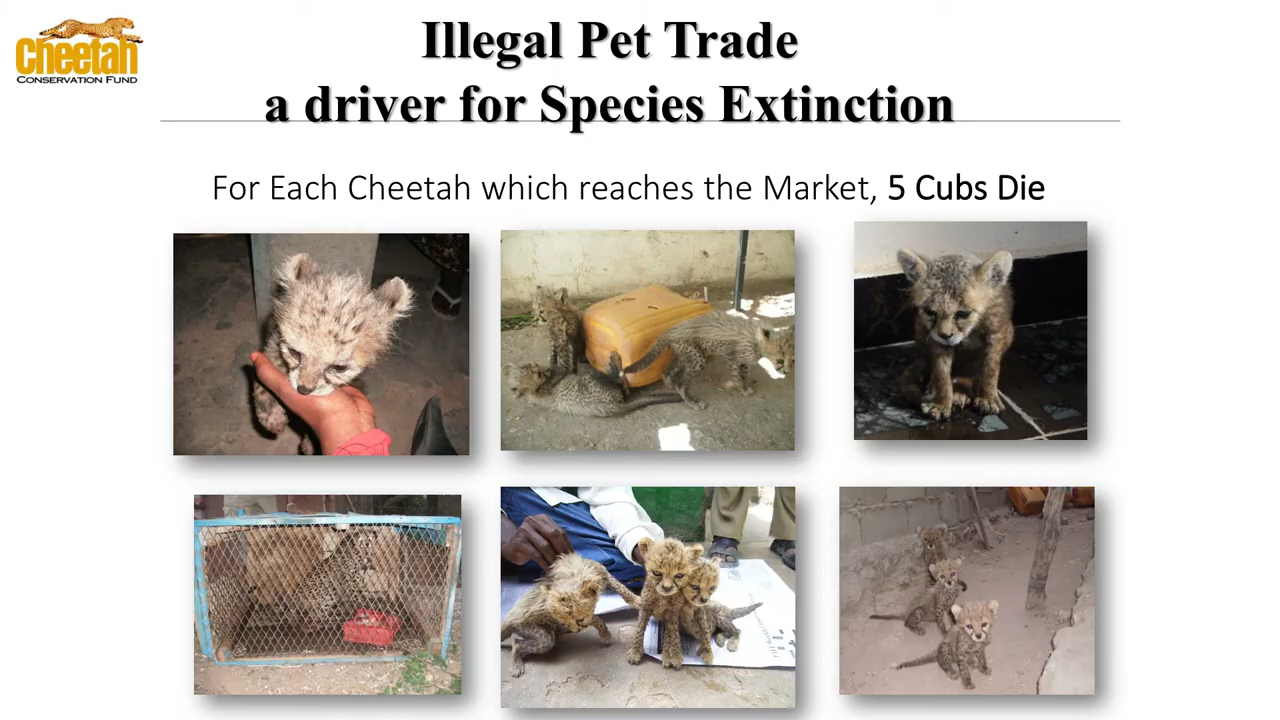 Cheetah
CONSERVATION FUND
Illegal Pet Trade
a driver for Species Extinction
For Each Cheetah which reaches the Market, 5 Cubs Die